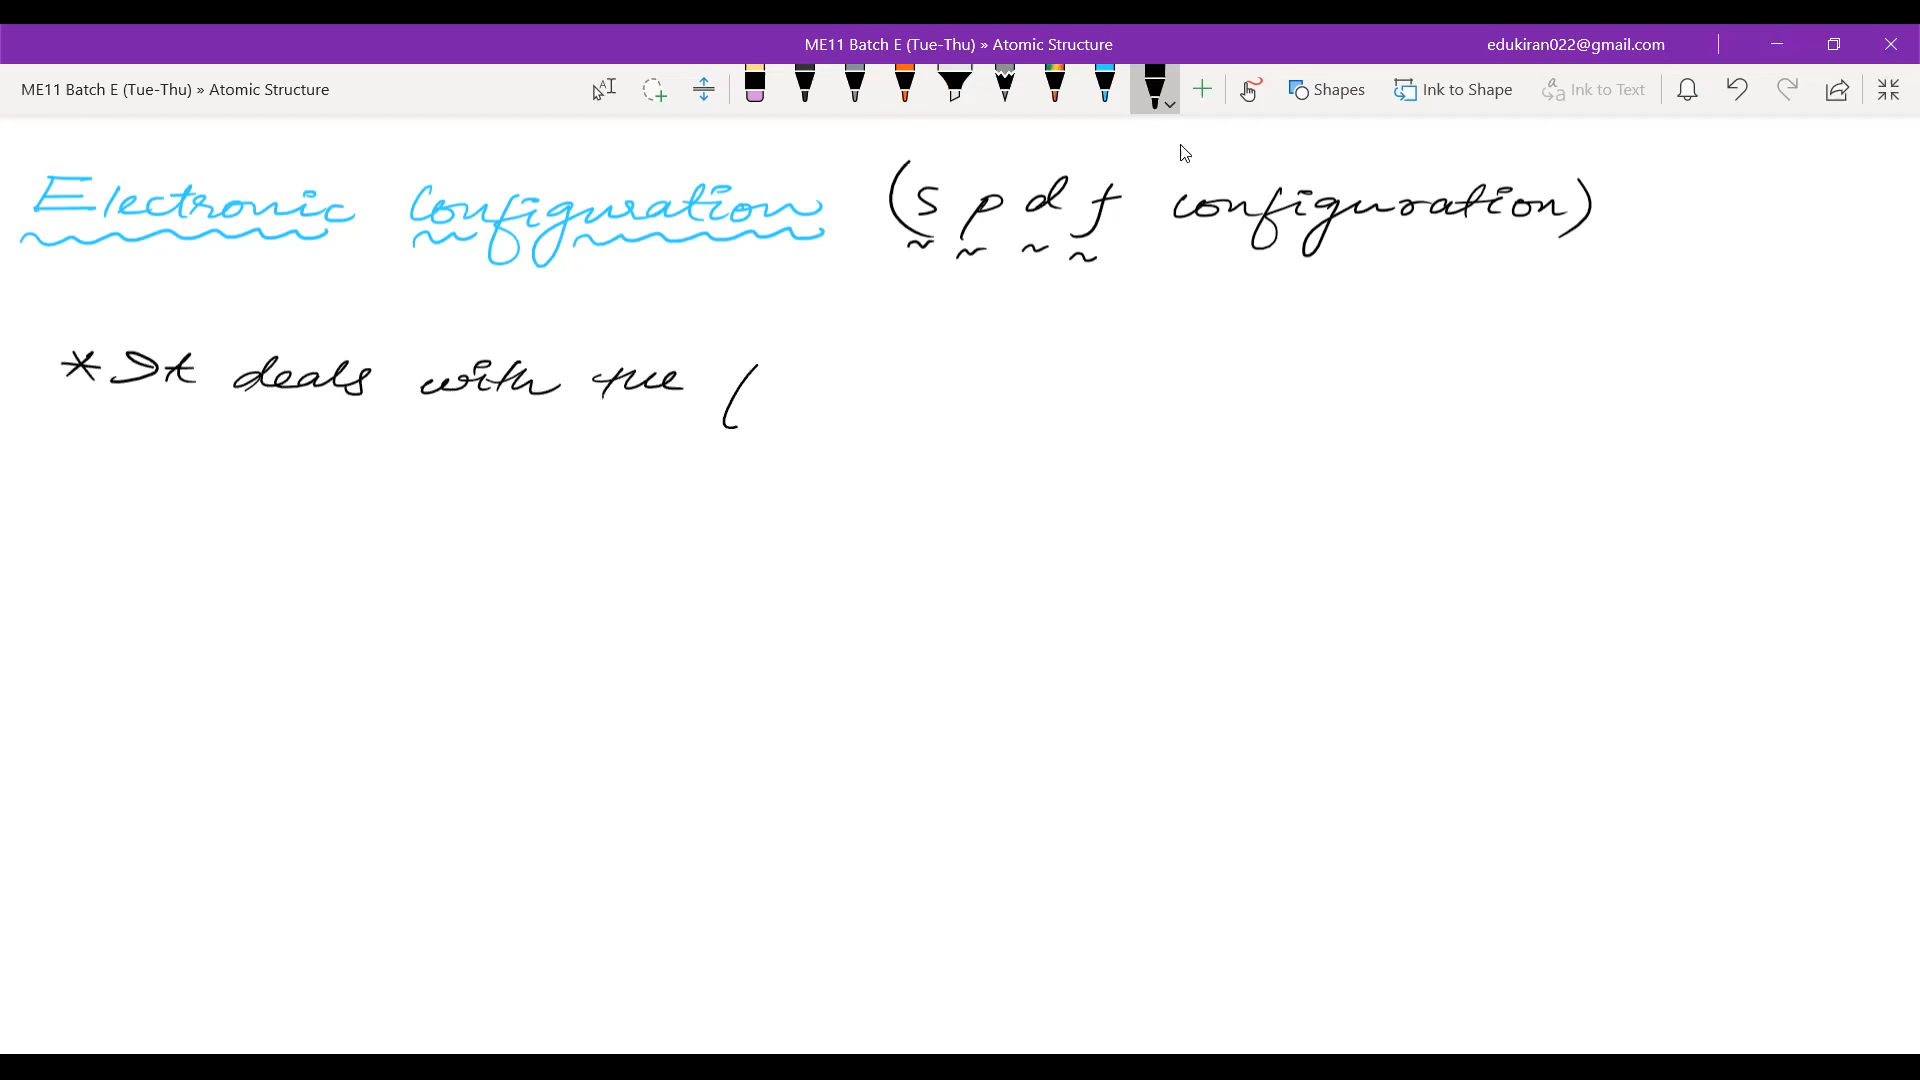 ME11 Batch E (Tue-Thu) » Atomic Structure edukiran022@gmail.com
ME11 Batch E (Tue-Thu) » Atomic Structure Shapes Ink to Shape Ink to Text
Electronic Configuration (s p d f configuration)
* It deals with the (